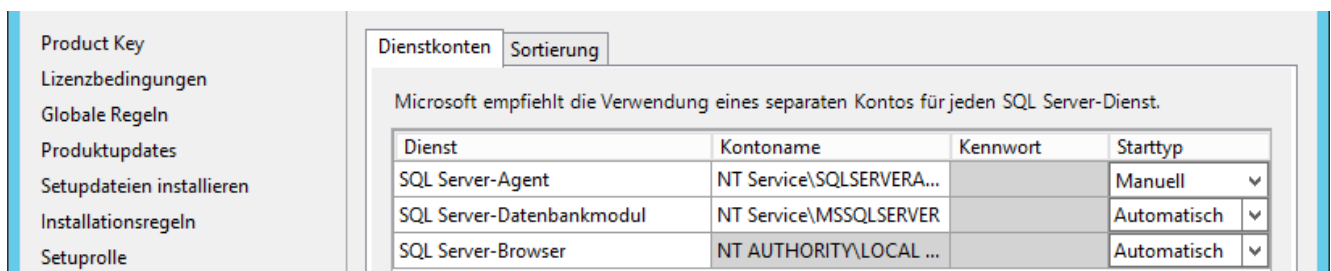 Product Key
Lizenzbedingungen
Globale Regeln
Produktupdates
Setupdateien installieren
Installationsregeln
Setuprolle
Dienstkonten Sortierung
Microsoft empfiehlt die Verwendung eines separaten Kontos für jeden SQL Server-Dienst.
Dienst Kontoname Kennwort Starttyp
SQL Server-Agent NT Service\SQLSERVERA... Manuell
SQL Server-Datenbankmodul NT Service\MSSQLSERVER Automatisch
SQL Server-Browser NT AUTHORITY\LOCAL ... Automatisch